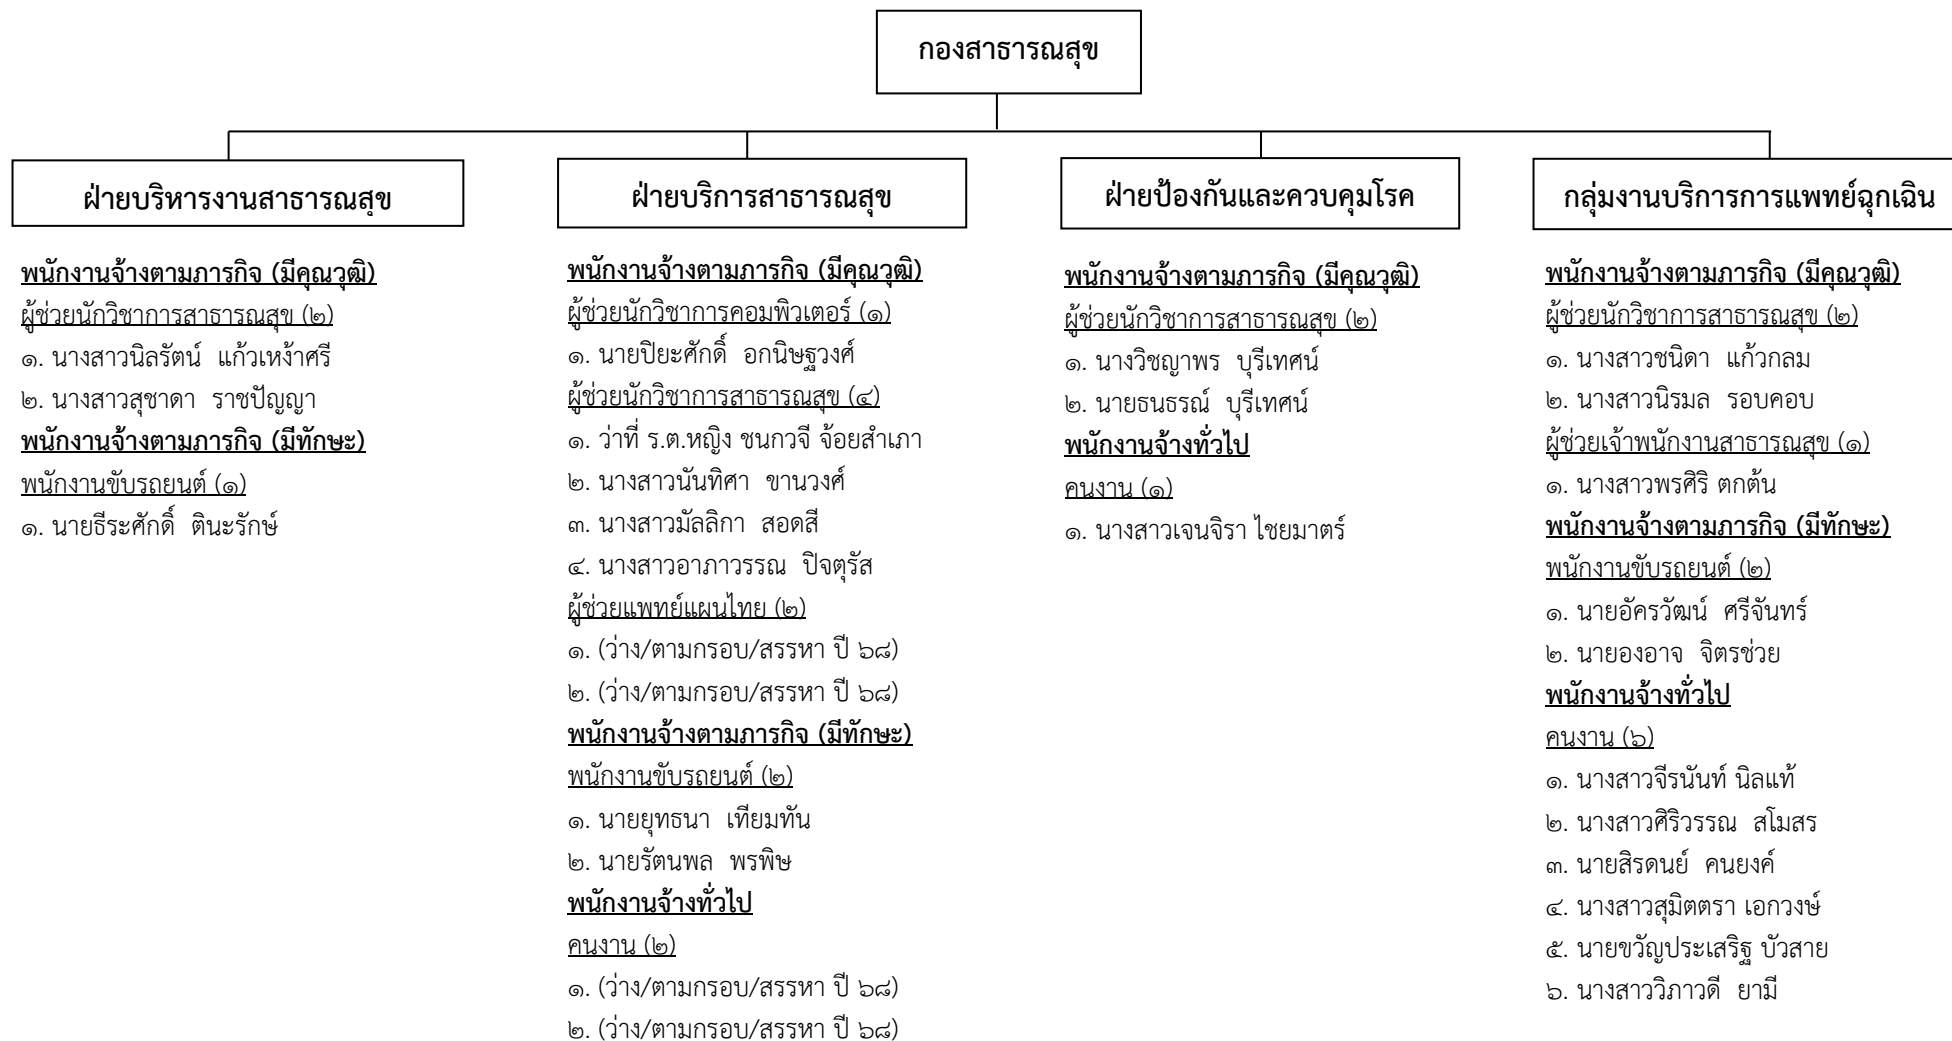 กองสาธารณสุข
ฝ่ายบริหารงานสาธารณสุข
พนักงานจ้างตามภารกิจ (มีคุณวุฒิ)
ผู้ช่วยนักวิชาการสาธารณสุข (๒)
๑. นางสาวนิลรัตน์ แก้วเหง้าศรี
๒. นางสาวสุชาดา ราชปัญญา
พนักงานจ้างตามภารกิจ (มีทักษะ)
พนักงานขับรถยนต์ (๑)
๑. นายธีระศักดิ์ ตินะรักษ์
ฝ่ายบริการสาธารณสุข
พนักงานจ้างตามภารกิจ (มีคุณวุฒิ)
ผู้ช่วยนักวิชาการคอมพิวเตอร์ (๑)
๑. นายปิยะศักดิ์ อกนิษฐวงศ์
ผู้ช่วยนักวิชาการสาธารณสุข (๔)
๑. ว่าที่ ร.ต.หญิง ชนกวจี จ้อยสำเภา
๒. นางสาวนันทิศา ขานวงศ์
๓. นางสาวมัลลิกา สอดสี
๔. นางสาวอาภาวรรณ ปิจตุรัส
ผู้ช่วยแพทย์แผนไทย (๒)
๑. (ว่าง/ตามกรอบ/สรรหา ปี ๖๘)
๒. (ว่าง/ตามกรอบ/สรรหา ปี ๖๘)
พนักงานจ้างตามภารกิจ (มีทักษะ)
พนักงานขับรถยนต์ (๒)
๑. นายยุทธนา เทียมทัน
๒. นายรัตนพล พรพิษ
พนักงานจ้างทั่วไป
คนงาน (๒)
๑. (ว่าง/ตามกรอบ/สรรหา ปี ๖๘)
๒. (ว่าง/ตามกรอบ/สรรหา ปี ๖๘)
ฝ่ายป้องกันและควบคุมโรค
พนักงานจ้างตามภารกิจ (มีคุณวุฒิ)
ผู้ช่วยนักวิชาการสาธารณสุข (๒)
๑. นางวิชญาพร บุรีเทศน์
๒. นายธนธรณ์ บุรีเทศน์
พนักงานจ้างทั่วไป
คนงาน (๑)
๑. นางสาวเจนจิรา ไชยมาตร์
กลุ่มงานบริการการแพทย์ฉุกเฉิน
พนักงานจ้างตามภารกิจ (มีคุณวุฒิ)
ผู้ช่วยนักวิชาการสาธารณสุข (๒)
๑. นางสาวชนิดา แก้วกลม
๒. นางสาวนิรมล รอบคอบ
ผู้ช่วยเจ้าพนักงานสาธารณสุข (๑)
๑. นางสาวพรศิริ ตกต้น
พนักงานจ้างตามภารกิจ (มีทักษะ)
พนักงานขับรถยนต์ (๒)
๑. นายอัครวัฒน์ ศรีจันทร์
๒. นายองอาจ จิตรช่วย
พนักงานจ้างทั่วไป
คนงาน (๖)
๑. นางสาวจีรนันท์ นิลแท้
๒. นางสาวศิริวรรณ สโมสร
๓. นายสิรดนย์ คนยงค์
๔. นางสาวสุมิตตรา เอกวงษ์
๕. นายขวัญประเสริฐ บัวสาย
๖. นางสาววิภาวดี ยามี